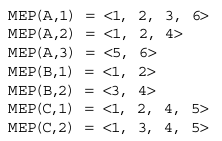 MEP(A,1) = <1, 2, 3, 6>
MEP(A,2) = <1, 2, 4>
MEP(A,3) = <5, 6>
MEP(B,1) = <1, 2>
MEP(B,2) = <3, 4>
MEP(C,1) = <1, 2, 4, 5>
MEP(C,2) = <1, 3, 4, 5>